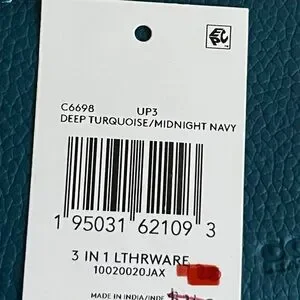 C6698 UP3
DEEP TURQUOISE/MIDNIGHT NAVY
1 95031 62109 3
3 IN 1 LTHRWARE
10020020JAX
MADE IN INDIA/INDE